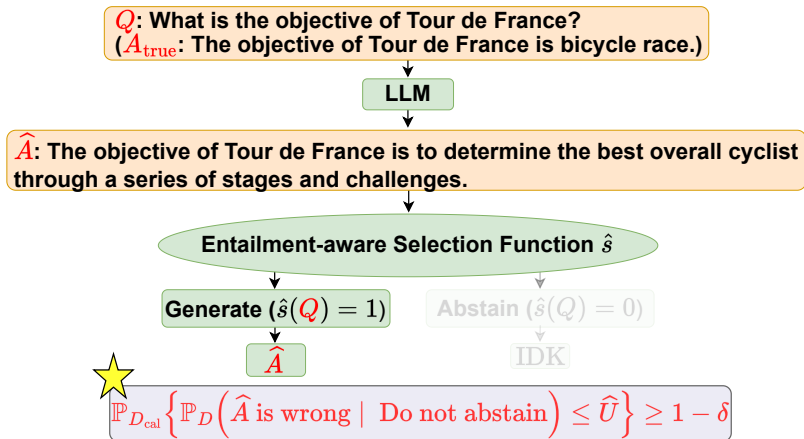 Q: What is the objective of Tour de France?
(A_true: The objective of Tour de France is bicycle race.)
LLM
Â: The objective of Tour de France is to determine the best overall cyclist
through a series of stages and challenges.
Entailment-aware Selection Function ŝ
Generate (ŝ(Q) = 1)
Abstain (ŝ(Q) = 0)
Â
IDK
ℙ_{D_cal}{ℙ_D(Â is wrong | Do not abstain) ≤ Û} ≥ 1 − δ